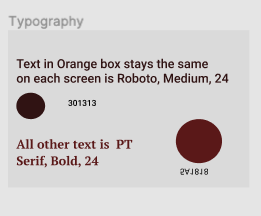 Typography
Text in Orange box stays the same
on each screen is Roboto, Medium, 24
301313
All other text is PT
Serif, Bold, 24
5A1818